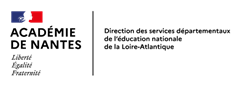 ACADÉMIE
DE NANTES
Liberté
Égalité
Fraternité
Direction des services départementaux
de l'éducation nationale
de la Loire-Atlantique